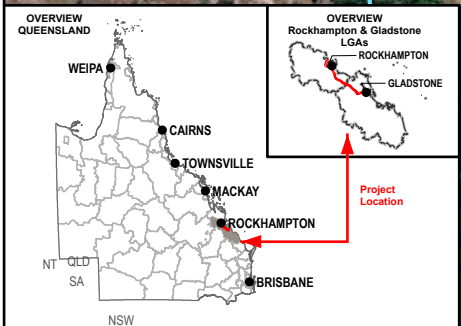 OVERVIEW
QUEENSLAND
WEIPA
CAIRNS
TOWNSVILLE
MACKAY
ROCKHAMPTON
BRISBANE
NT
QLD
SA
NSW
OVERVIEW
Rockhampton & Gladstone
LGAs
ROCKHAMPTON
GLADSTONE
Project
Location